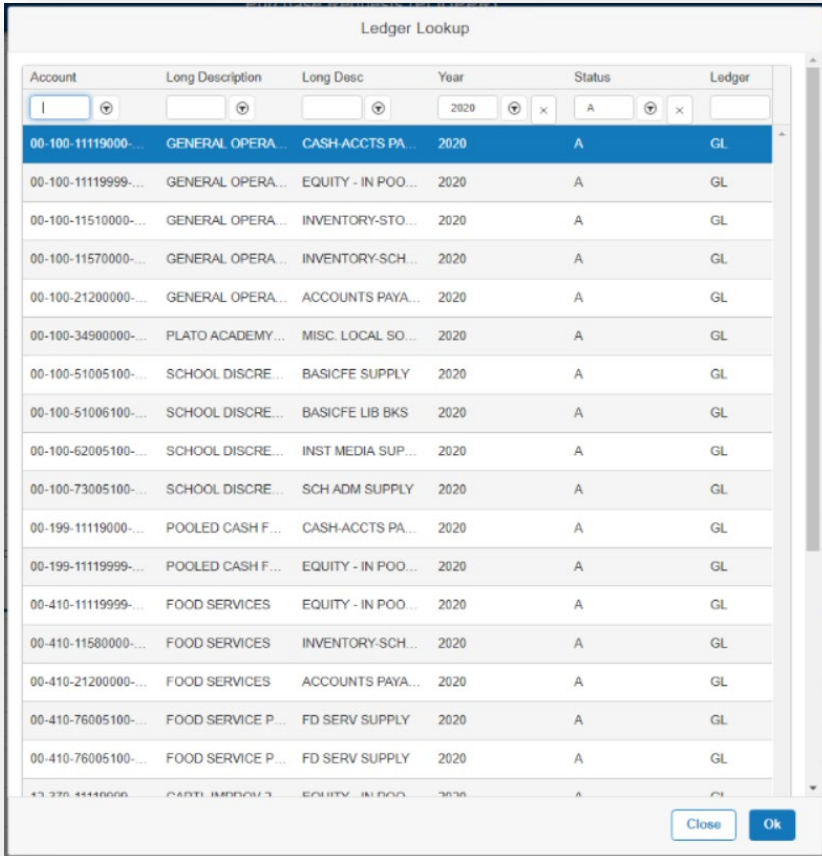 Ledger Lookup
Account Long Description Long Desc Year Status Ledger
2020 A
00-100-11119000-... GENERAL OPERA... CASH-ACCTS PA... 2020 A GL
00-100-11119999-... GENERAL OPERA... EQUITY - IN POO... 2020 A GL
00-100-11510000-... GENERAL OPERA... INVENTORY-STO... 2020 A GL
00-100-11570000-... GENERAL OPERA... INVENTORY-SCH... 2020 A GL
00-100-21200000-... GENERAL OPERA... ACCOUNTS PAYA... 2020 A GL
00-100-34900000-... PLATO ACADEMY... MISC. LOCAL SO... 2020 A GL
00-100-51005100-... SCHOOL DISCRE... BASICFE SUPPLY 2020 A GL
00-100-51006100-... SCHOOL DISCRE... BASICFE LIB BKS 2020 A GL
00-100-62005100-... SCHOOL DISCRE... INST MEDIA SUP... 2020 A GL
00-100-73005100-... SCHOOL DISCRE... SCH ADM SUPPLY 2020 A GL
00-199-11119000-... POOLED CASH F... CASH-ACCTS PA... 2020 A GL
00-199-11119999-... POOLED CASH F... EQUITY - IN POO... 2020 A GL
00-410-11119999-... FOOD SERVICES EQUITY - IN POO... 2020 A GL
00-410-11580000-... FOOD SERVICES INVENTORY-SCH... 2020 A GL
00-410-21200000-... FOOD SERVICES ACCOUNTS PAYA... 2020 A GL
00-410-76005100-... FOOD SERVICE P... FD SERV SUPPLY 2020 A GL
00-410-76005100-... FOOD SERVICE P... FD SERV SUPPLY 2020 A GL
Close Ok